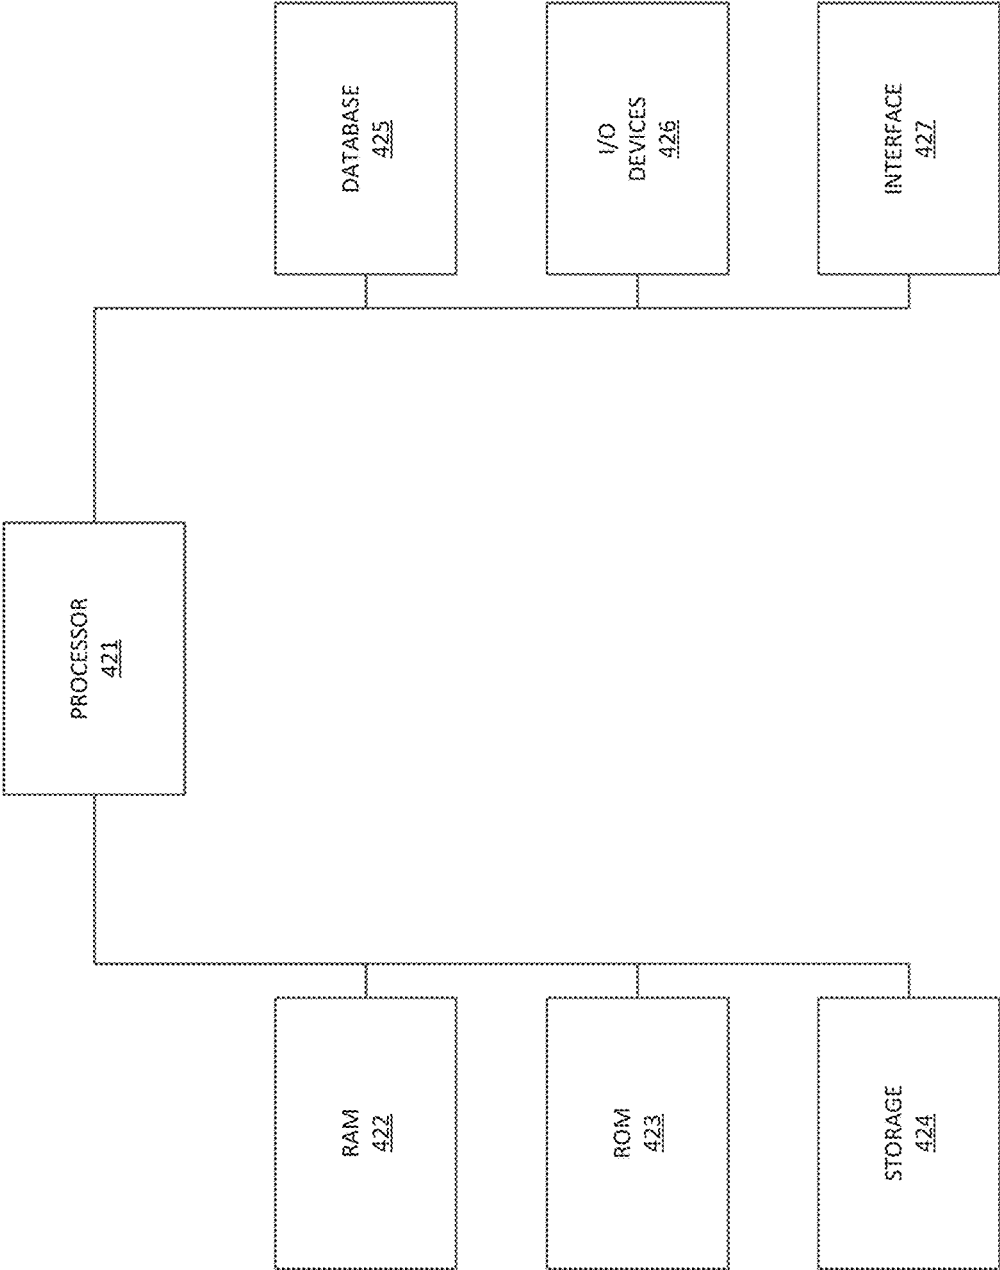 PROCESSOR
421
RAM
422
DATABASE
425
ROM
423
I/O
DEVICES
426
STORAGE
424
INTERFACE
427